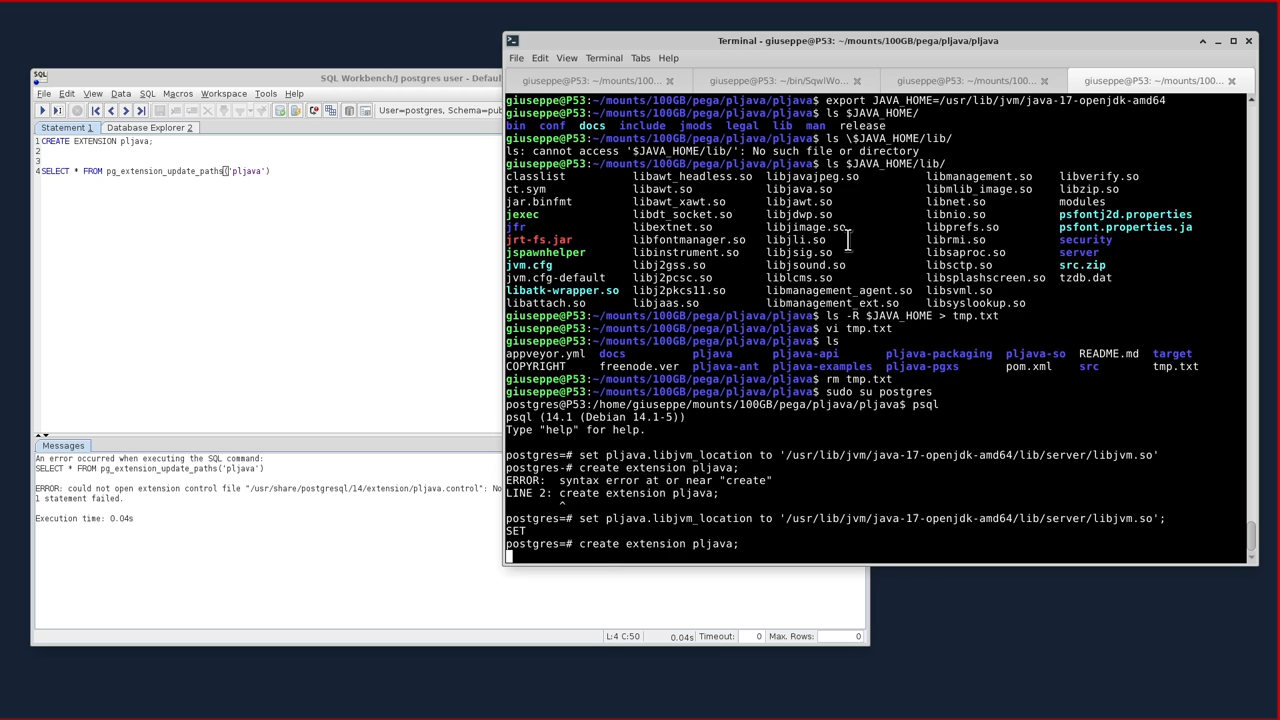 SQL Workbench/J postgres user - Defaul
File Edit View Data SQL Macros Workspace Tools Help
User=postgres, Schema=pub
Statement 1 Database Explorer 2
1 CREATE EXTENSION pljava;
2
3
4 SELECT * FROM pg_extension_update_paths('pljava')
Messages
An error occurred when executing the SQL command:
SELECT * FROM pg_extension_update_paths('pljava')
ERROR: could not open extension control file "/usr/share/postgresql/14/extension/pljava.control": No
1 statement failed.
Execution time: 0.04s
L:4 C:50 0.04s Timeout: 0 Max. Rows: 0
Terminal - giuseppe@P53: ~/mounts/100GB/pega/pljava/pljava
File Edit View Terminal Tabs Help
giuseppe@P53: ~/mounts/100... giuseppe@P53: ~/bin/SqwlWo... giuseppe@P53: ~/mounts/100... giuseppe@P53: ~/mounts/100...
giuseppe@P53:~/mounts/100GB/pega/pljava/pljava$ export JAVA_HOME=/usr/lib/jvm/java-17-openjdk-amd64
giuseppe@P53:~/mounts/100GB/pega/pljava/pljava$ ls $JAVA_HOME/
bin conf docs include jmods legal lib man release
giuseppe@P53:~/mounts/100GB/pega/pljava/pljava$ ls \$JAVA_HOME/lib/
ls: cannot access '$JAVA_HOME/lib/': No such file or directory
giuseppe@P53:~/mounts/100GB/pega/pljava/pljava$ ls $JAVA_HOME/lib/
classlist libawt_headless.so libjavajpeg.so libmanagement.so libverify.so
ct.sym libawt.so libjava.so libmlib_image.so libzip.so
jar.binfmt libawt_xawt.so libjawt.so libnet.so modules
jexec libdt_socket.so libjdwp.so libnio.so psfontj2d.properties
jfr libextnet.so libjimage.so libprefs.so psfont.properties.ja
jrt-fs.jar libfontmanager.so libjli.so librmi.so security
jspawnhelper libinstrument.so libjsig.so libsaproc.so server
jvm.cfg libj2gss.so libjsound.so libsctp.so src.zip
jvm.cfg-default libj2pcsc.so liblcms.so libsplashscreen.so tzdb.dat
libatk-wrapper.so libj2pkcs11.so libmanagement_agent.so libsvml.so
libattach.so libjaas.so libmanagement_ext.so libsyslookup.so
giuseppe@P53:~/mounts/100GB/pega/pljava/pljava$ ls -R $JAVA_HOME > tmp.txt
giuseppe@P53:~/mounts/100GB/pega/pljava/pljava$ vi tmp.txt
giuseppe@P53:~/mounts/100GB/pega/pljava/pljava$ ls
appveyor.yml docs pljava pljava-api pljava-packaging pljava-so README.md target
COPYRIGHT freenode.ver pljava-ant pljava-examples pljava-pgxs pom.xml src tmp.txt
giuseppe@P53:~/mounts/100GB/pega/pljava/pljava$ rm tmp.txt
giuseppe@P53:~/mounts/100GB/pega/pljava/pljava$ sudo su postgres
postgres@P53:/home/giuseppe/mounts/100GB/pega/pljava/pljava$ psql
psql (14.1 (Debian 14.1-5))
Type "help" for help.
postgres=# set pljava.libjvm_location to '/usr/lib/jvm/java-17-openjdk-amd64/lib/server/libjvm.so'
postgres-# create extension pljava;
ERROR:  syntax error at or near "create"
LINE 2: create extension pljava;
^
postgres=# set pljava.libjvm_location to '/usr/lib/jvm/java-17-openjdk-amd64/lib/server/libjvm.so';
SET
postgres=# create extension pljava;